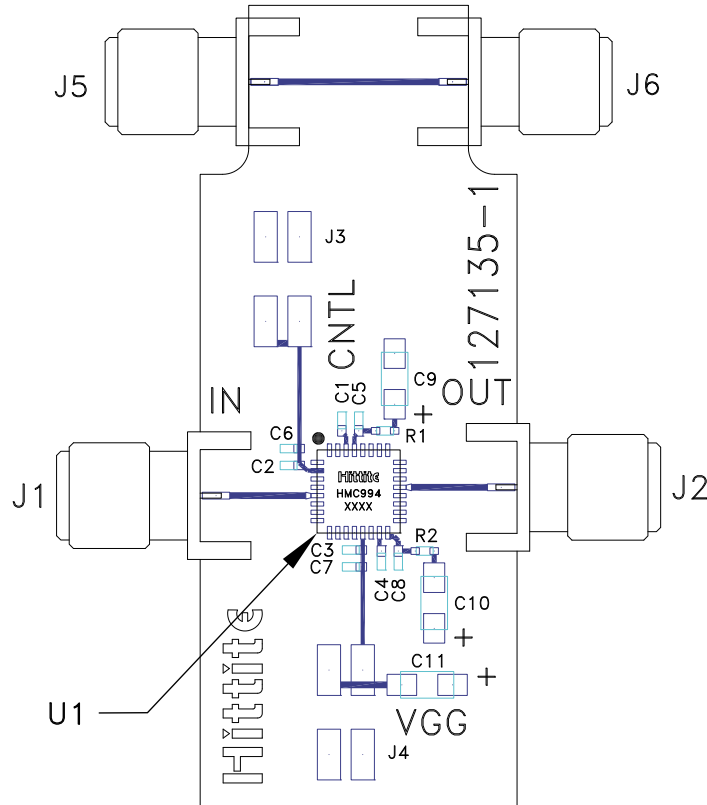 J5
J6
J3
127135-1
CNTL
C9
+
C1
C5
OUT
IN
R1
C6
C2
J1
Hittite
HMC994
XXXX
J2
C3
C7
R2
C4
C8
C10
+
Hittite
C11
+
U1
VGG
J4